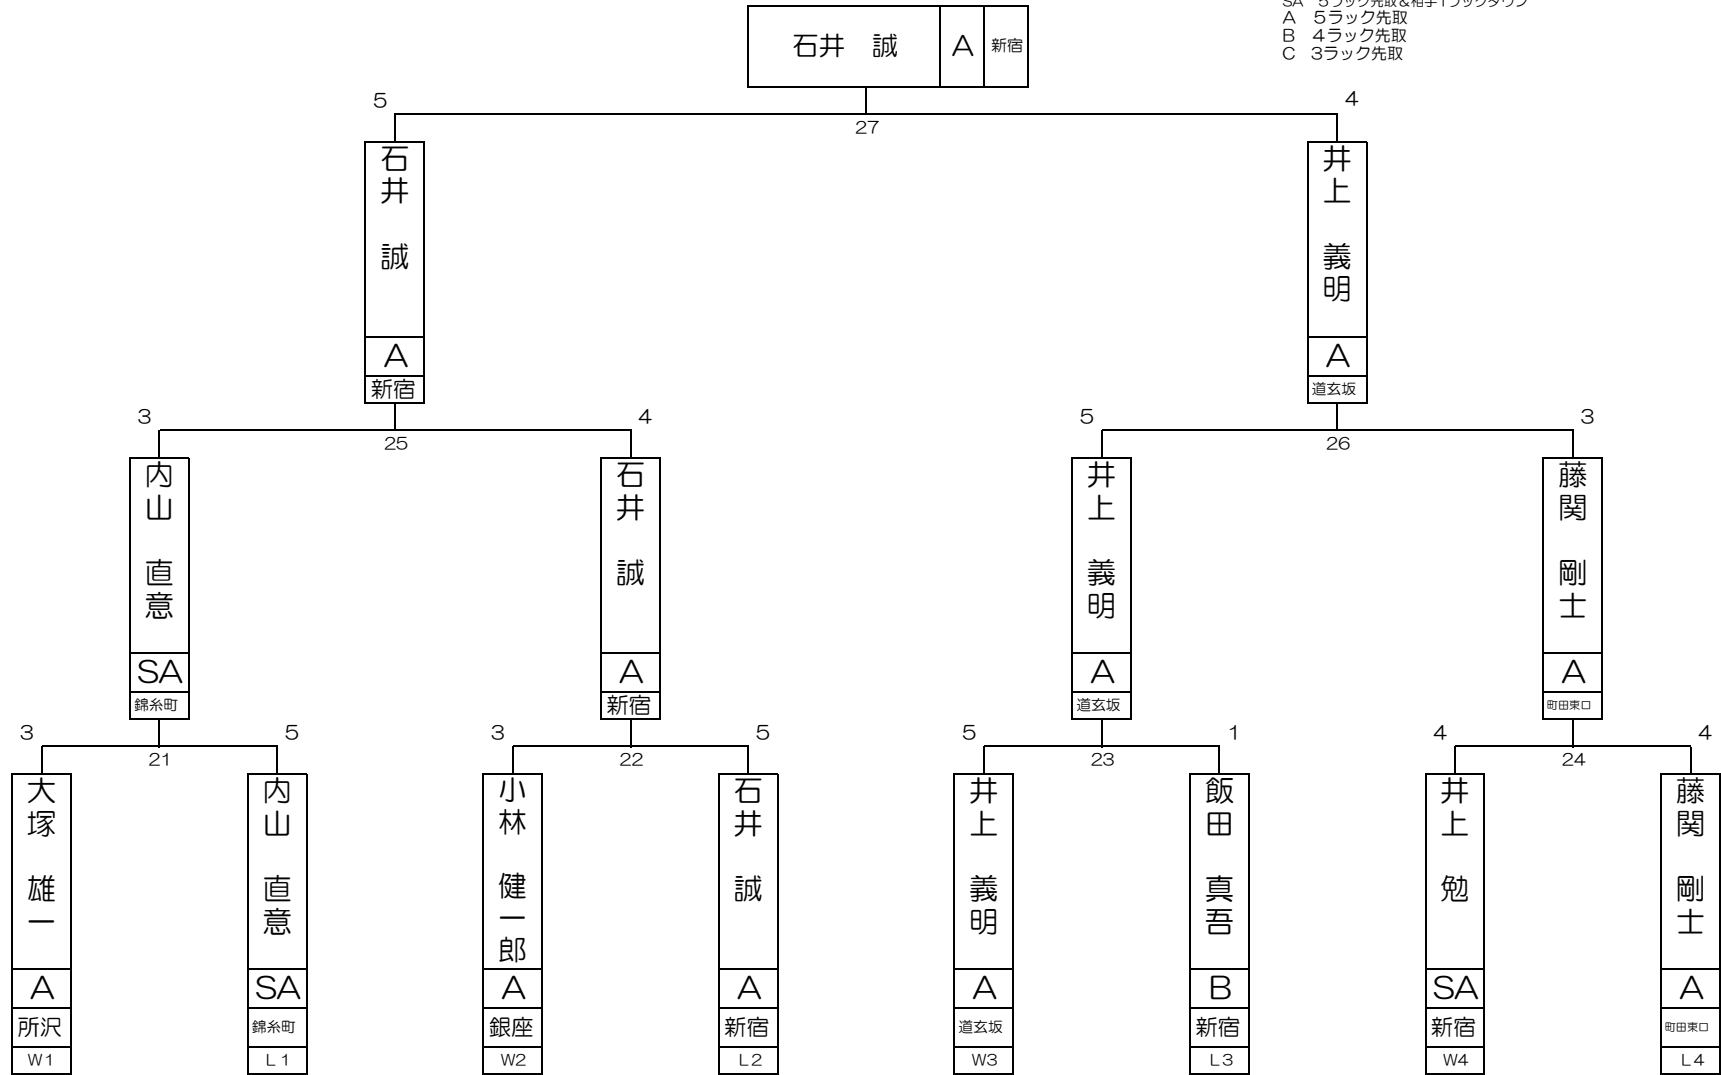 SA 5ラック先取＆相手1ラックダウン
A 5ラック先取
B 4ラック先取
C 3ラック先取
石井 誠 A 新宿
5 4
27
石井 誠 A 新宿
井上 義明 A 道玄坂
3 4
25
5 3
26
内山 直意 SA 錦糸町
石井 誠 A 新宿
井上 義明 A 道玄坂
藤関 剛士 A 町田東口
3 5
21
3 5
22
5 1
23
4 4
24
大塚 雄一 A 所沢 W1
内山 直意 SA 錦糸町 L1
小林 健一郎 A 銀座 W2
石井 誠 A 新宿 L2
井上 義明 A 道玄坂 W3
飯田 真吾 B 新宿 L3
井上 勉 SA 新宿 W4
藤関 剛士 A 町田東口 L4